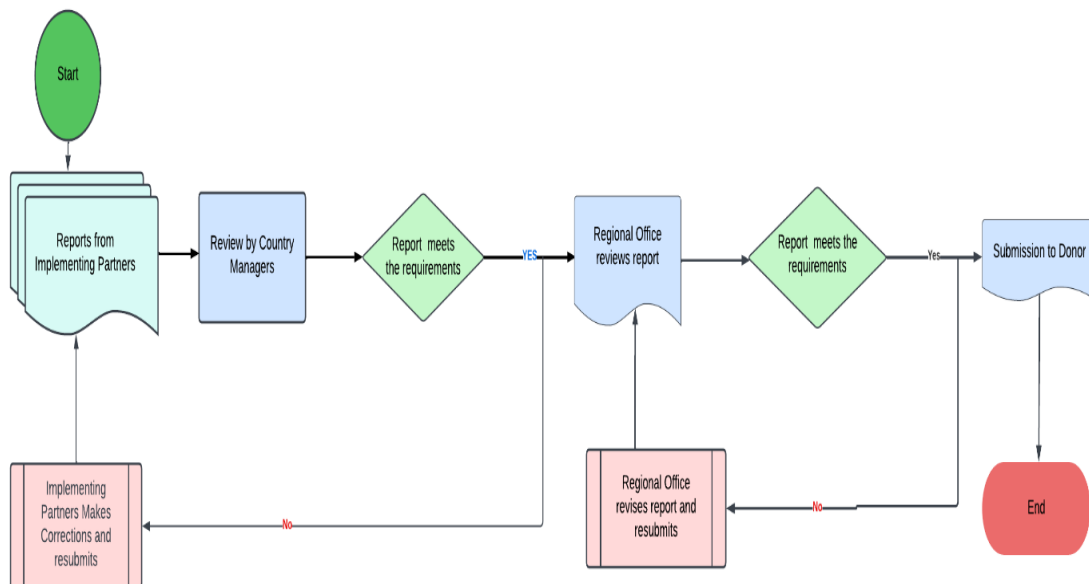 Start
Reports from
Implementing Partners
Review by Country
Managers
Report meets
the requirements
YES
Regional Office
reviews report
Report meets the
requirements
Yes
Submission to Donor
Implementing
Partners Makes
Corrections and
resubmits
No
Regional Office
revises report and
resubmits
No
End